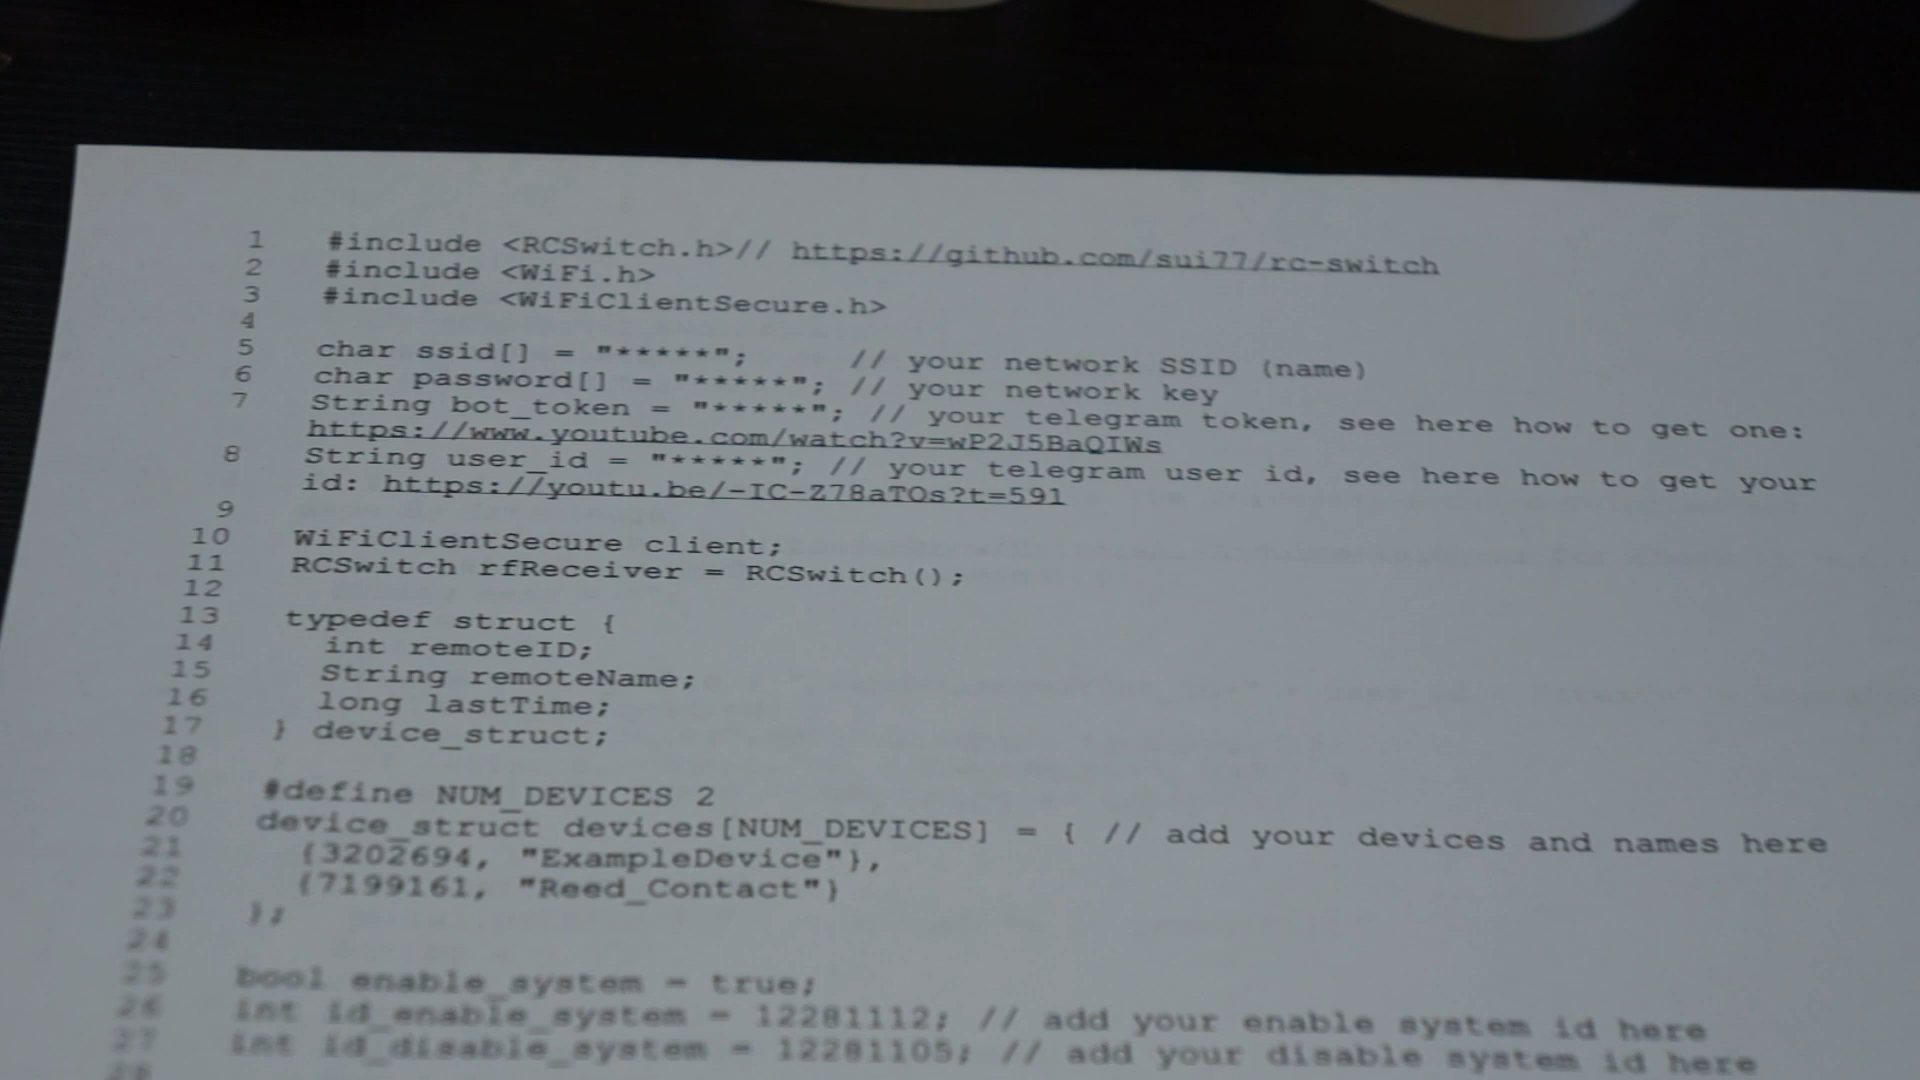 1 #include <RCSwitch.h>// https://github.com/sui77/rc-switch
2 #include <WiFi.h>
3 #include <WiFiClientSecure.h>
4
5 char ssid[] = "*****"; // your network SSID (name)
6 char password[] = "*****"; // your network key
7 String bot_token = "*****"; // your telegram token, see here how to get one:
https://www.youtube.com/watch?v=wP2J5BaQIWs
8 String user_id = "*****"; // your telegram user id, see here how to get your
id: https://youtu.be/-IC-Z78aTOs?t=591
9
10 WiFiClientSecure client;
11 RCSwitch rfReceiver = RCSwitch();
12
13 typedef struct {
14 int remoteID;
15 String remoteName;
16 long lastTime;
17 } device_struct;
18
19 #define NUM_DEVICES 2
20 device_struct devices[NUM_DEVICES] = { // add your devices and names here
21 {3202694, "ExampleDevice"},
22 {7199161, "Reed_Contact"}
23 };
24
25 bool enable_system = true;
26 int id_enable_system = 12281112; // add your enable system id here
27 int id_disable_system = 12281105; // add your disable system id here
28